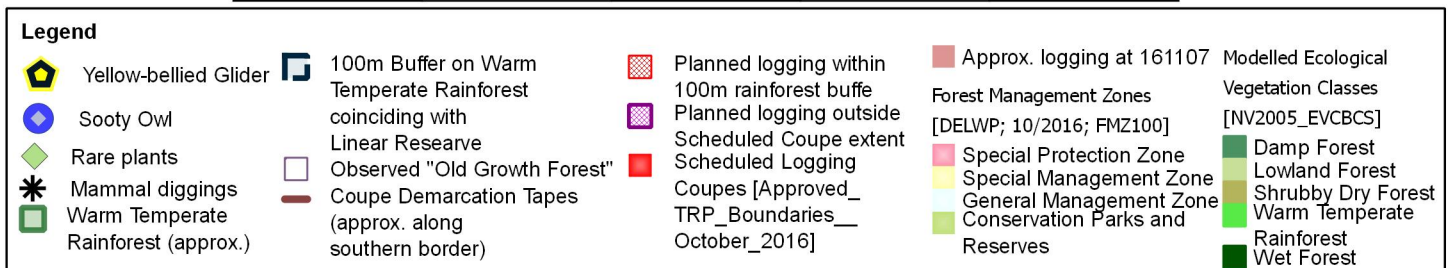 Legend
Yellow-bellied Glider
Sooty Owl
Rare plants
Mammal diggings
Warm Temperate
Rainforest (approx.)
100m Buffer on Warm
Temperate Rainforest
coinciding with
Linear Researve
Observed "Old Growth Forest"
Coupe Demarcation Tapes
(approx. along
southern border)
Planned logging within
100m rainforest buffe
Planned logging outside
Scheduled Coupe extent
Scheduled Logging
Coupes [Approved_
TRP_Boundaries__
October_2016]
Approx. logging at 161107
Forest Management Zones
[DELWP; 10/2016; FMZ100]
Special Protection Zone
Special Management Zone
General Management Zone
Conservation Parks and
Reserves
Modelled Ecological
Vegetation Classes
[NV2005_EVCBCS]
Damp Forest
Lowland Forest
Shrubby Dry Forest
Warm Temperate
Rainforest
Wet Forest